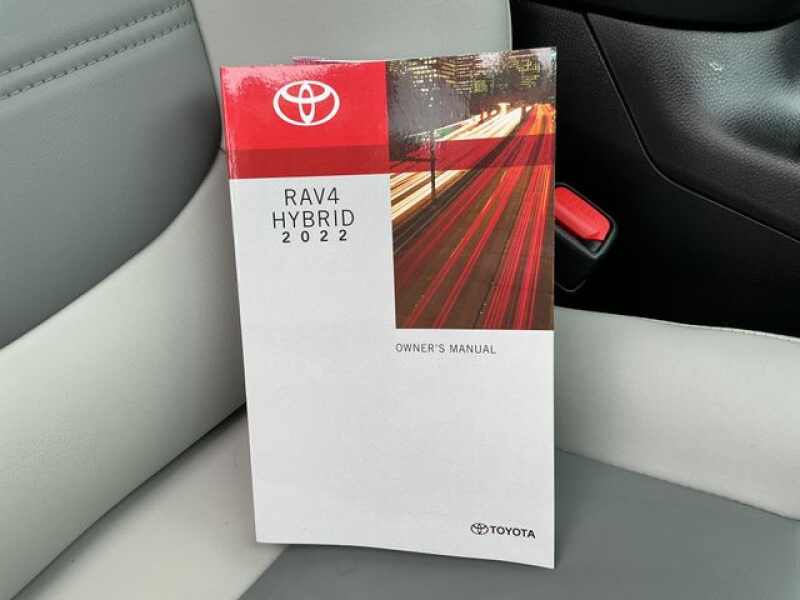 RAV4
HYBRID
2022
OWNER'S MANUAL
TOYOTA